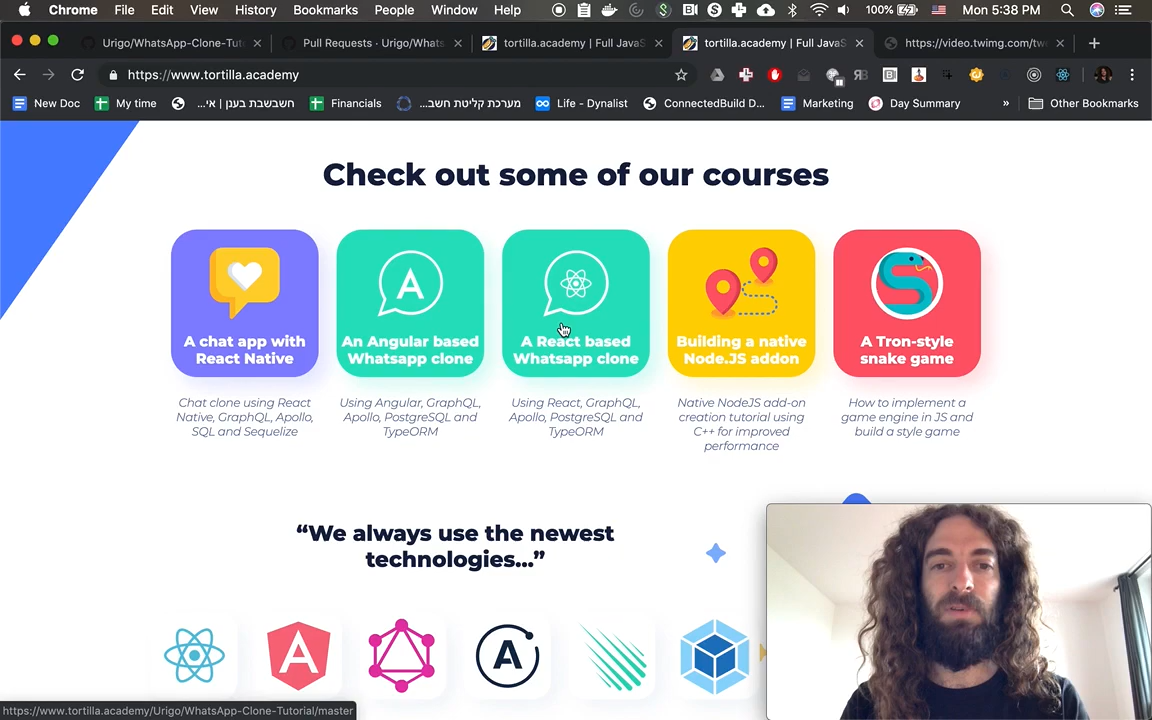 Chrome File Edit View History Bookmarks People Window Help 100% Mon 5:38 PM
Urigo/WhatsApp-Clone-Tut Pull Requests · Urigo/Whats tortilla.academy | Full JavaS tortilla.academy | Full JavaS https://video.twimg.com/twe
https://www.tortilla.academy
New Doc My time חשבשבת בענן | אי... Financials מערכת קליטת חשב... Life - Dynalist ConnectedBuild D... Marketing Day Summary » Other Bookmarks
Check out some of our courses
A chat app with
React Native
Chat clone using React
Native, GraphQL, Apollo,
SQL and Sequelize
An Angular based
Whatsapp clone
Using Angular, GraphQL,
Apollo, PostgreSQL and
TypeORM
A React based
Whatsapp clone
Using React, GraphQL,
Apollo, PostgreSQL and
TypeORM
Building a native
Node.JS addon
Native NodeJS add-on
creation tutorial using
C++ for improved
performance
A Tron-style
snake game
How to implement a
game engine in JS and
build a style game
“We always use the newest
technologies...”
https://www.tortilla.academy/Urigo/WhatsApp-Clone-Tutorial/master